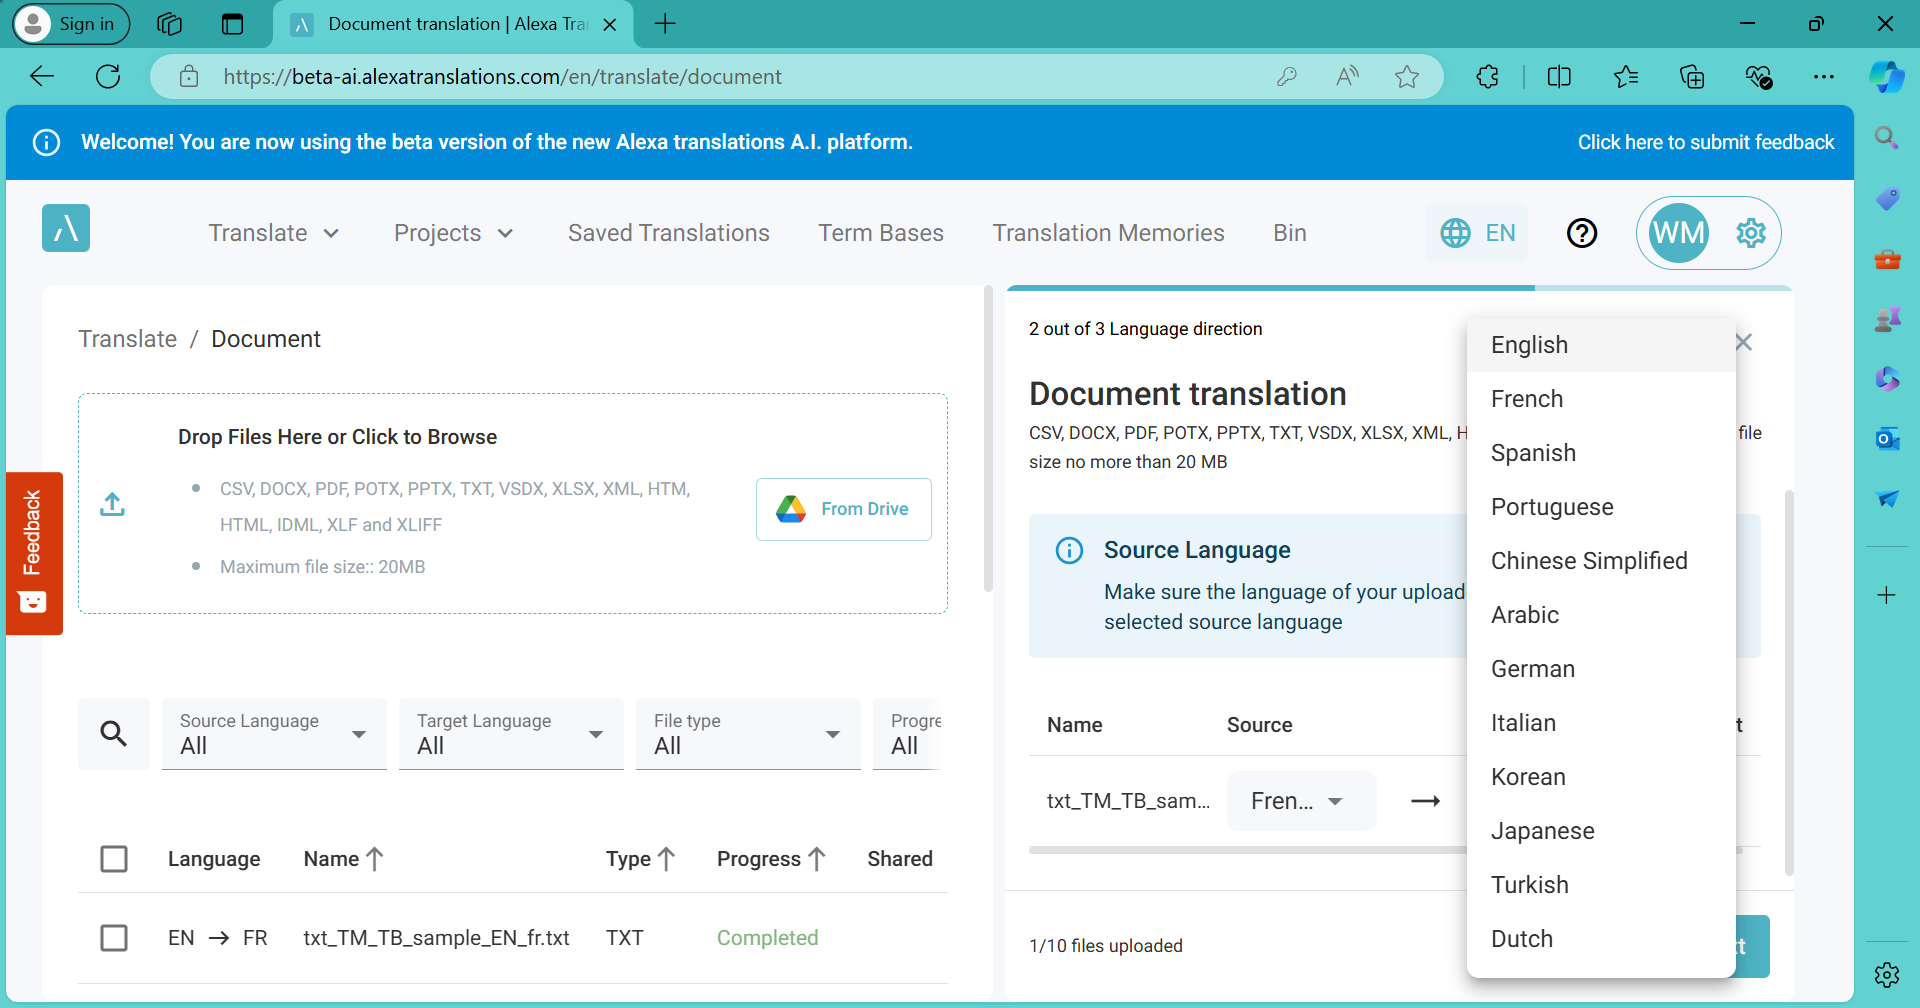 Sign in
Document translation | Alexa Tra
https://beta-ai.alexatranslations.com/en/translate/document
Welcome! You are now using the beta version of the new Alexa translations A.I. platform.
Click here to submit feedback
Translate
Projects
Saved Translations
Term Bases
Translation Memories
Bin
EN
WM
Translate / Document
Drop Files Here or Click to Browse
CSV, DOCX, PDF, POTX, PPTX, TXT, VSDX, XLSX, XML, HTM,
HTML, IDML, XLF and XLIFF
Maximum file size:: 20MB
From Drive
Feedback
Source Language
All
Target Language
All
File type
All
Progre
All
Language
Name
Type
Progress
Shared
EN → FR
txt_TM_TB_sample_EN_fr.txt
TXT
Completed
2 out of 3 Language direction
Document translation
CSV, DOCX, PDF, POTX, PPTX, TXT, VSDX, XLSX, XML, H
file
size no more than 20 MB
Source Language
Make sure the language of your upload
selected source language
Name
Source
t
txt_TM_TB_sam...
Fren...
1/10 files uploaded
xt
English
French
Spanish
Portuguese
Chinese Simplified
Arabic
German
Italian
Korean
Japanese
Turkish
Dutch